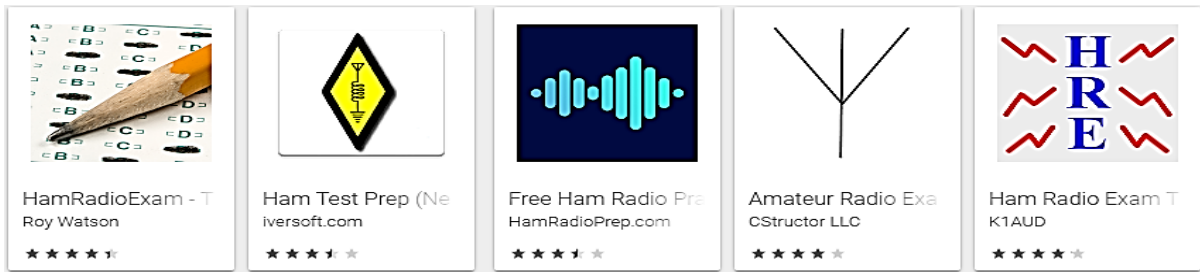 HamRadioExam - T
Roy Watson
Ham Test Prep (Ne
iversoft.com
Free Ham Radio Pra
HamRadioPrep.com
Amateur Radio Exa
CStructor LLC
H
R
E
Ham Radio Exam T
K1AUD